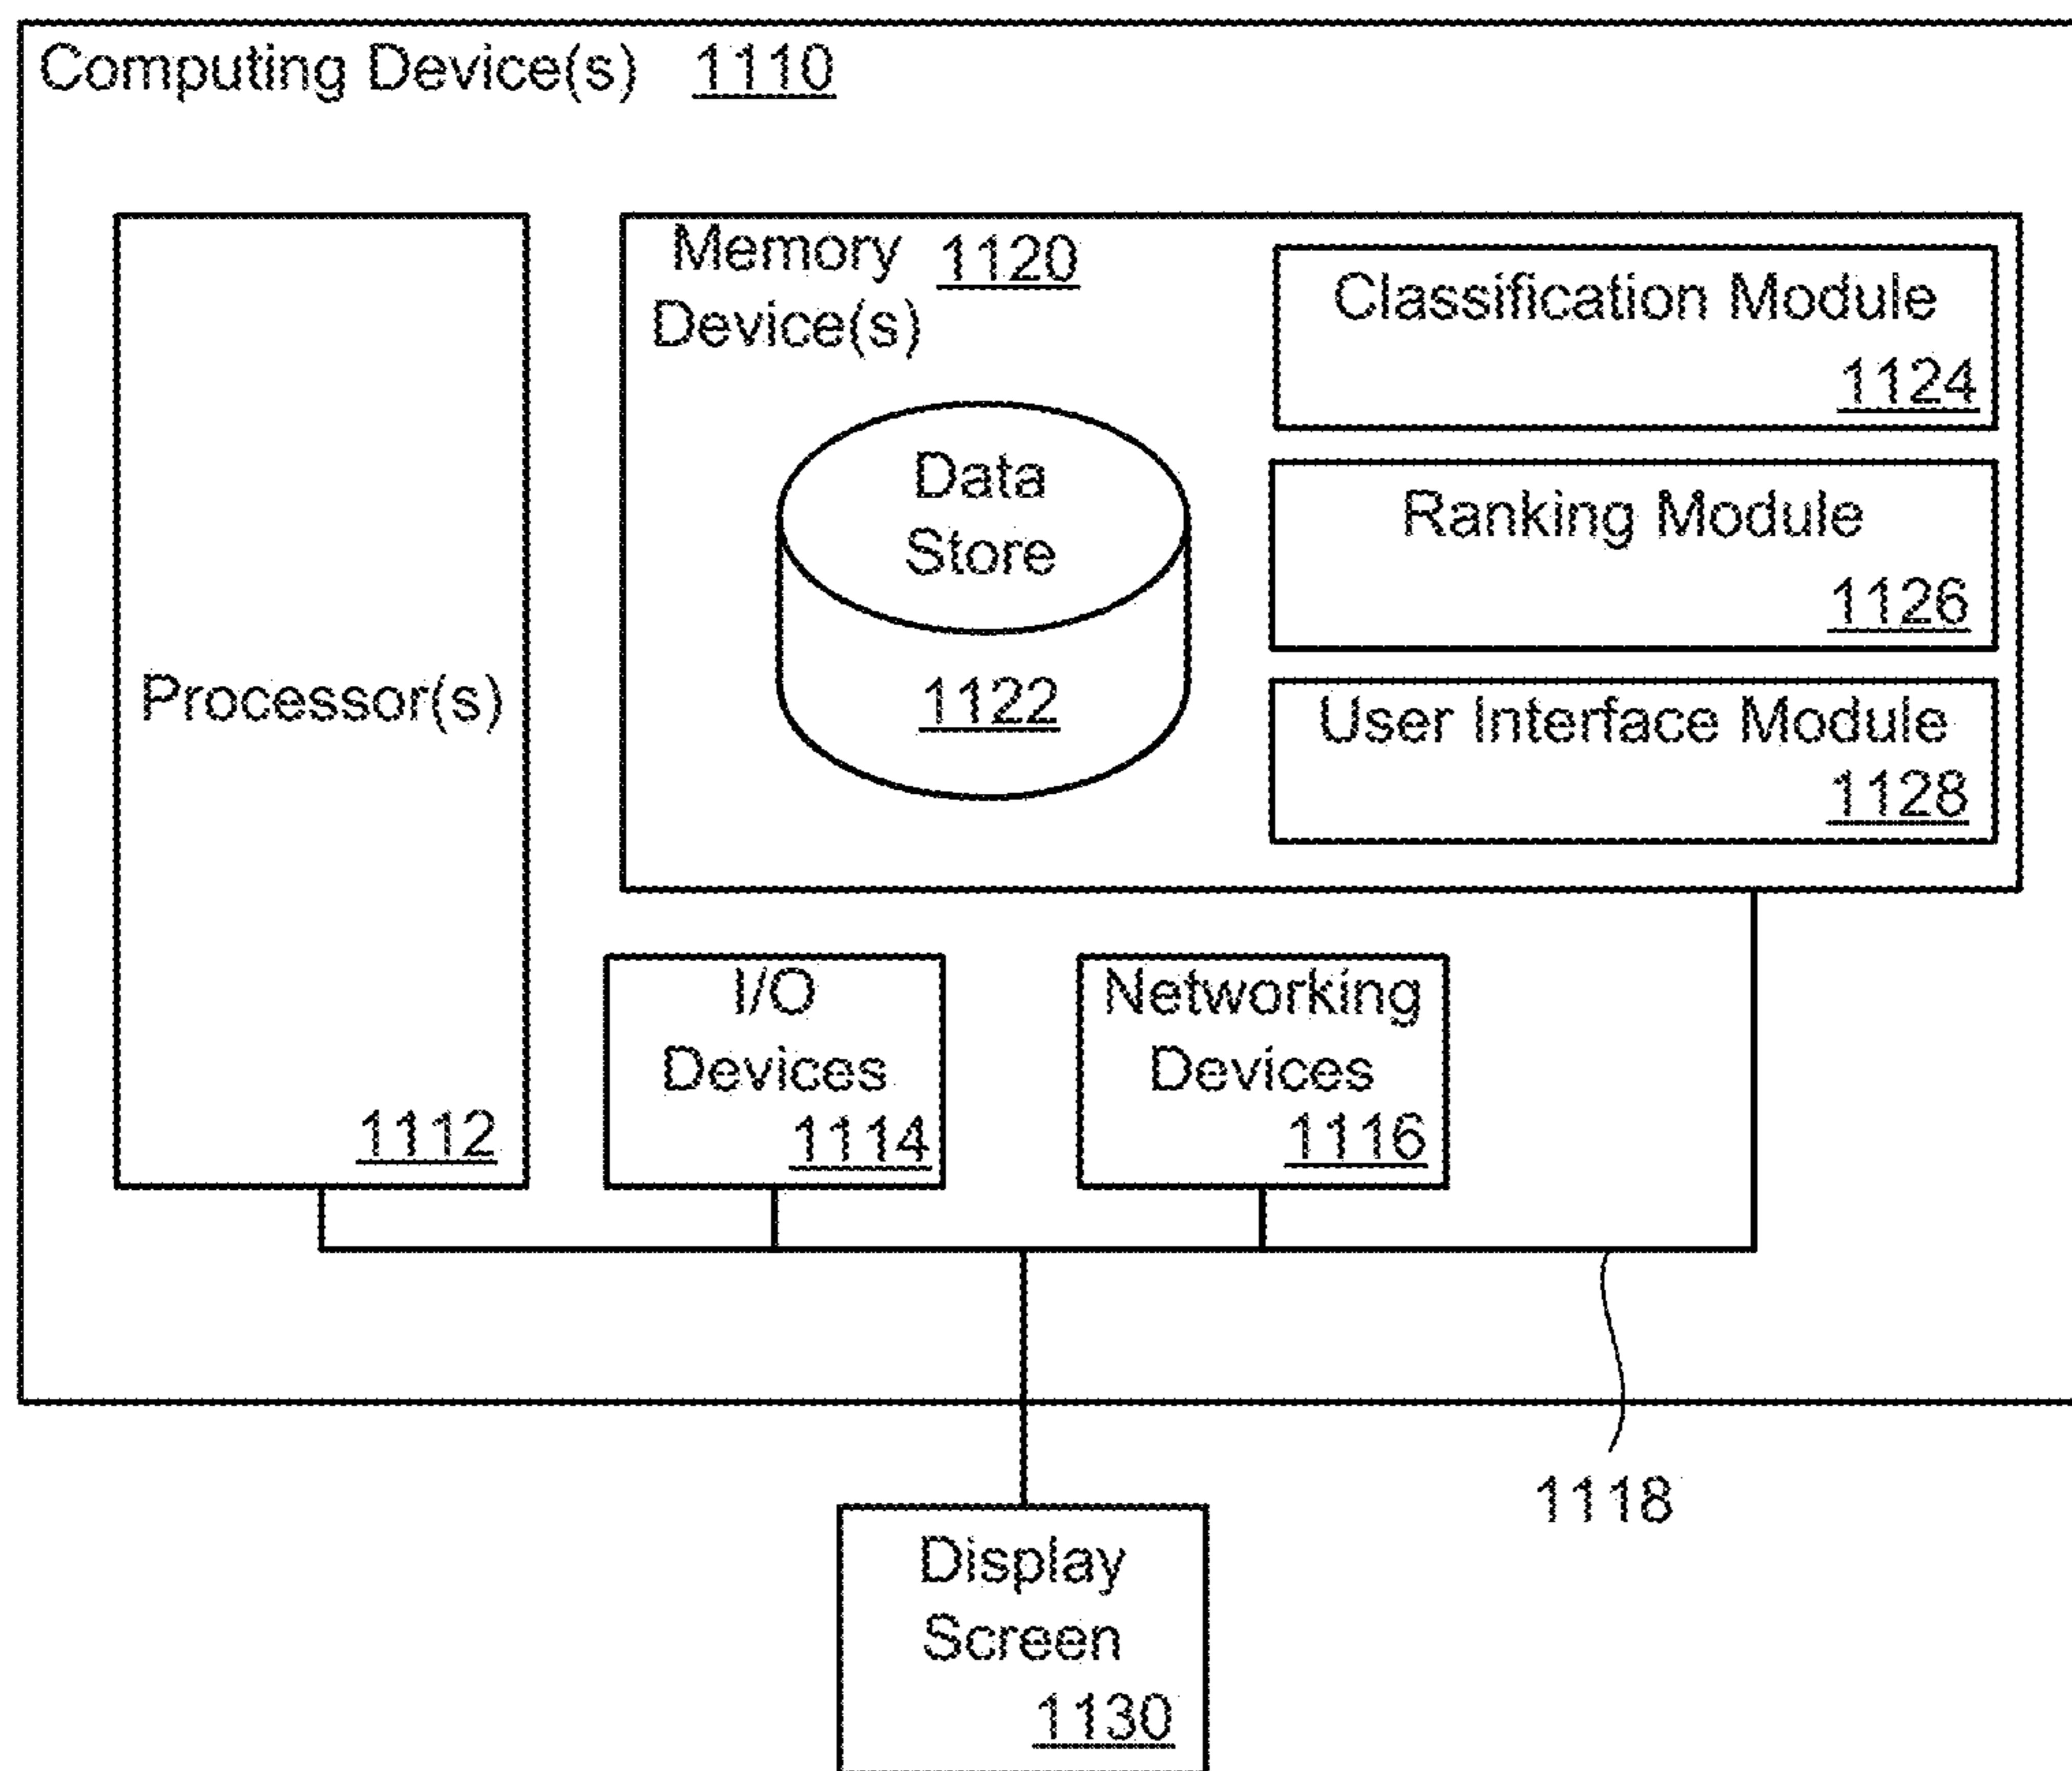 Computing Device(s) 1110
Processor(s)
1112
Memory 1120
Device(s)
Data
Store
1122
Classification Module
1124
Ranking Module
1126
User Interface Module
1128
I/O
Devices
1114
Networking
Devices
1116
1118
Display
Screen
1130